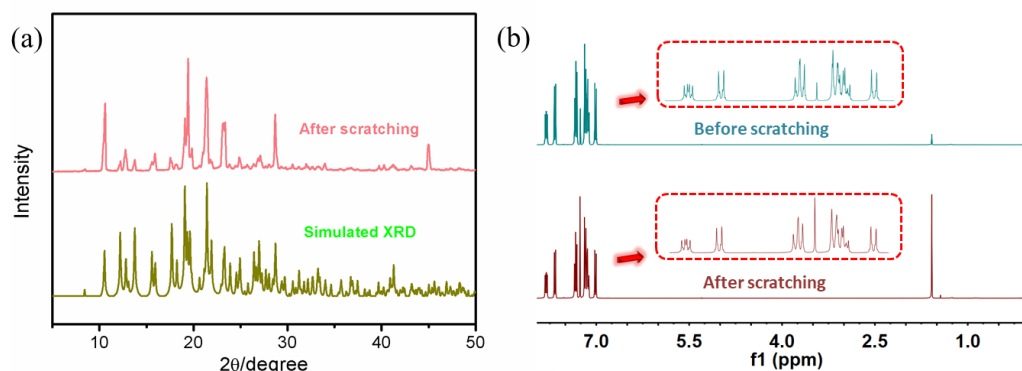 (a)
Intensity
After scratching
Simulated XRD
10 20 30 40 50
2θ/degree
(b)
Before scratching
After scratching
7.0 5.5 4.0 2.5 1.0
f1 (ppm)